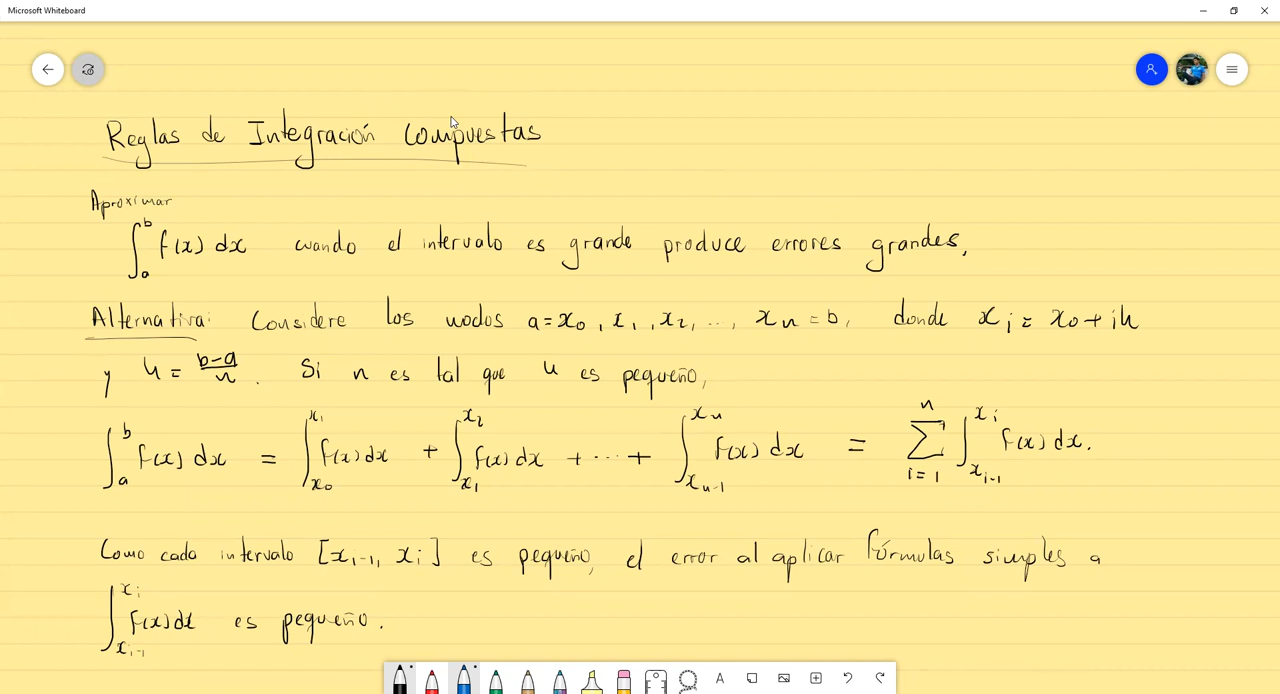 Microsoft Whiteboard
Reglas de Integración Compuestas
Aproximar
∫_a^b f(x) dx cuando el intervalo es grande produce errores grandes,
Alternativa: Considere los nodos a = x_0, x_1, x_2, ..., x_n = b, donde x_i = x_0 + ih
y h = (b-a)/n. Si n es tal que h es pequeño,
∫_a^b f(x) dx = ∫_{x_0}^{x_1} f(x) dx + ∫_{x_1}^{x_2} f(x) dx + ... + ∫_{x_{n-1}}^{x_n} f(x) dx = ∑_{i=1}^n ∫_{x_{i-1}}^{x_i} f(x) dx.
Como cada intervalo [x_{i-1}, x_i] es pequeño, el error al aplicar fórmulas simples a
∫_{x_{i-1}}^{x_i} f(x) dx es pequeño.
A